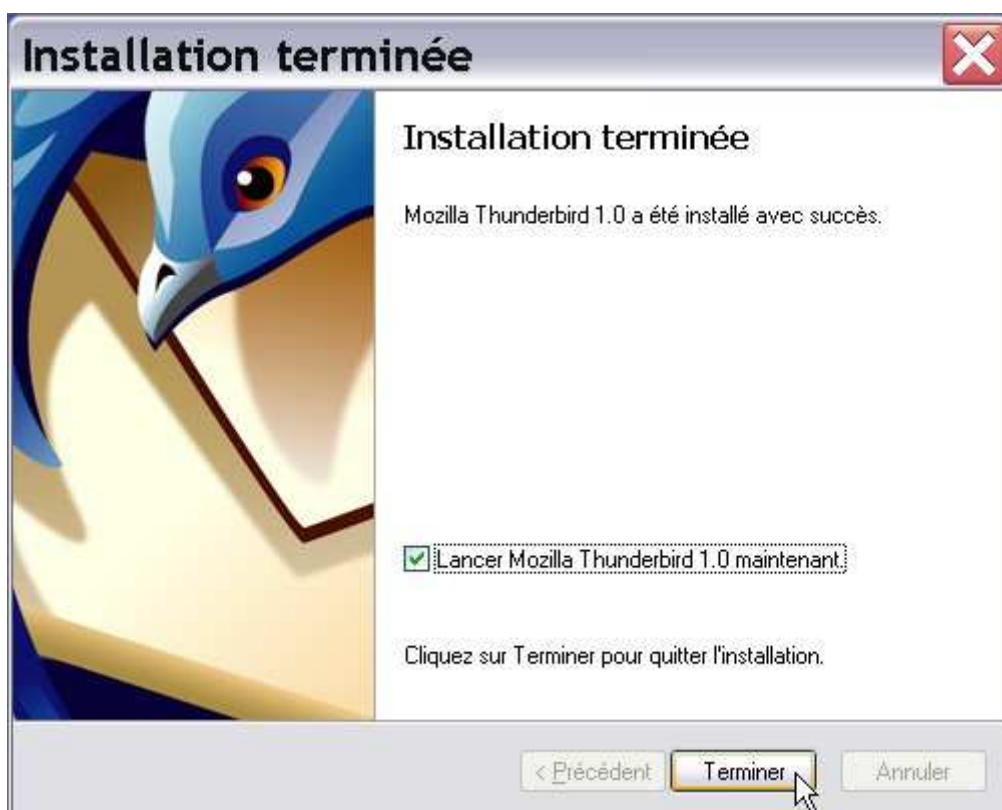 Installation terminée
Installation terminée
Mozilla Thunderbird 1.0 a été installé avec succès.
Lancer Mozilla Thunderbird 1.0 maintenant.
Cliquez sur Terminer pour quitter l'installation.
< Précédent Terminer Annuler